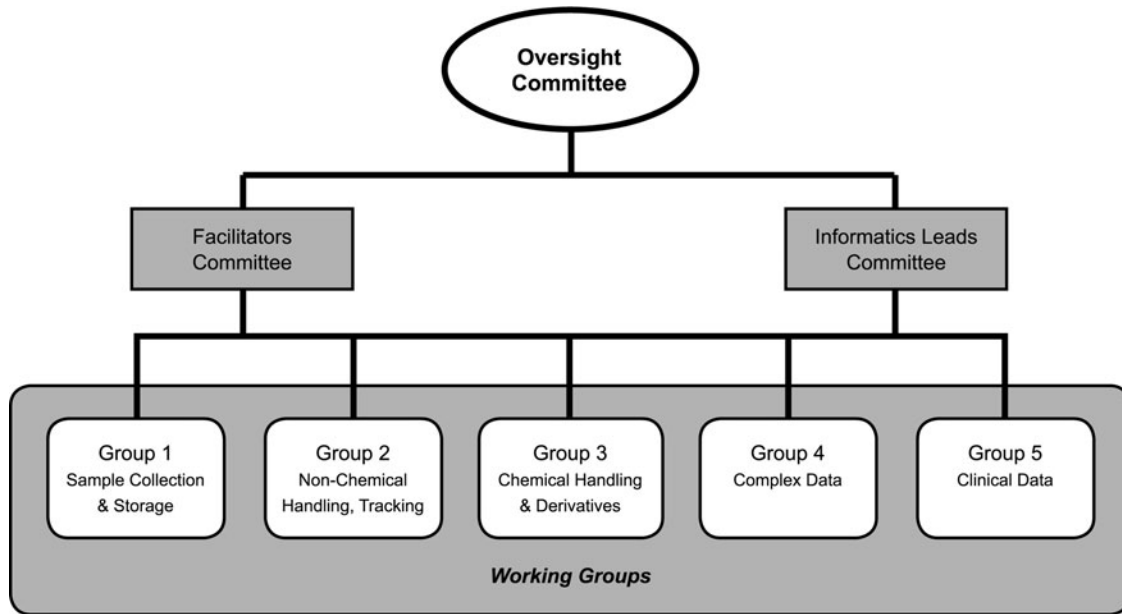 Oversight
Committee
Facilitators
Committee
Informatics Leads
Committee
Group 1
Sample Collection
& Storage
Group 2
Non-Chemical
Handling, Tracking
Group 3
Chemical Handling
& Derivatives
Group 4
Complex Data
Group 5
Clinical Data
Working Groups